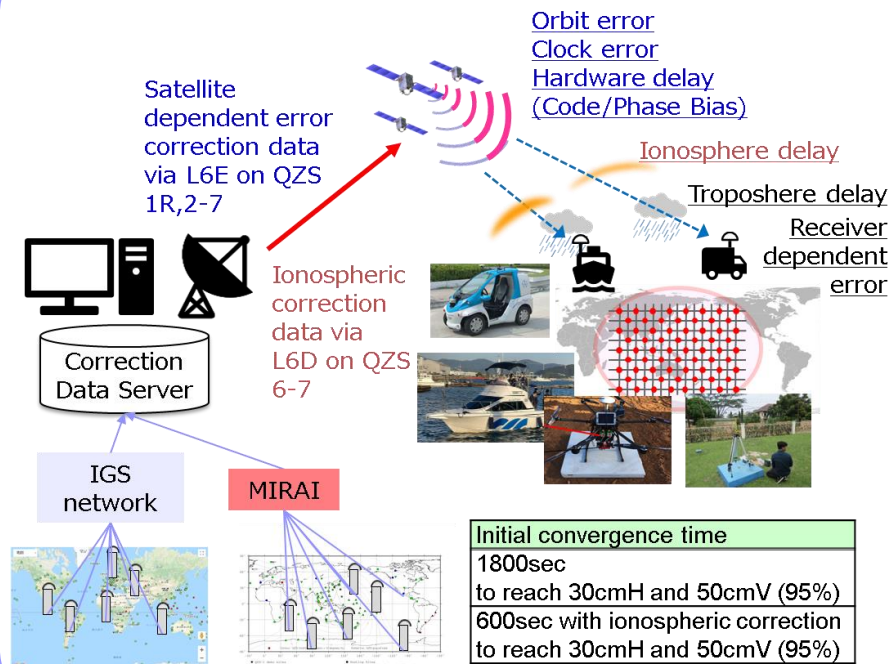 Orbit error
Clock error
Hardware delay
(Code/Phase Bias)
Satellite
dependent error
correction data
via L6E on QZS
1R,2-7
Ionosphere delay
Troposhere delay
Receiver
dependent
error
Ionospheric
correction
data via
L6D on QZS
6-7
Correction
Data Server
IGS
network
MIRAI
Initial convergence time
1800sec
to reach 30cmH and 50cmV (95%)
600sec with ionospheric correction
to reach 30cmH and 50cmV (95%)